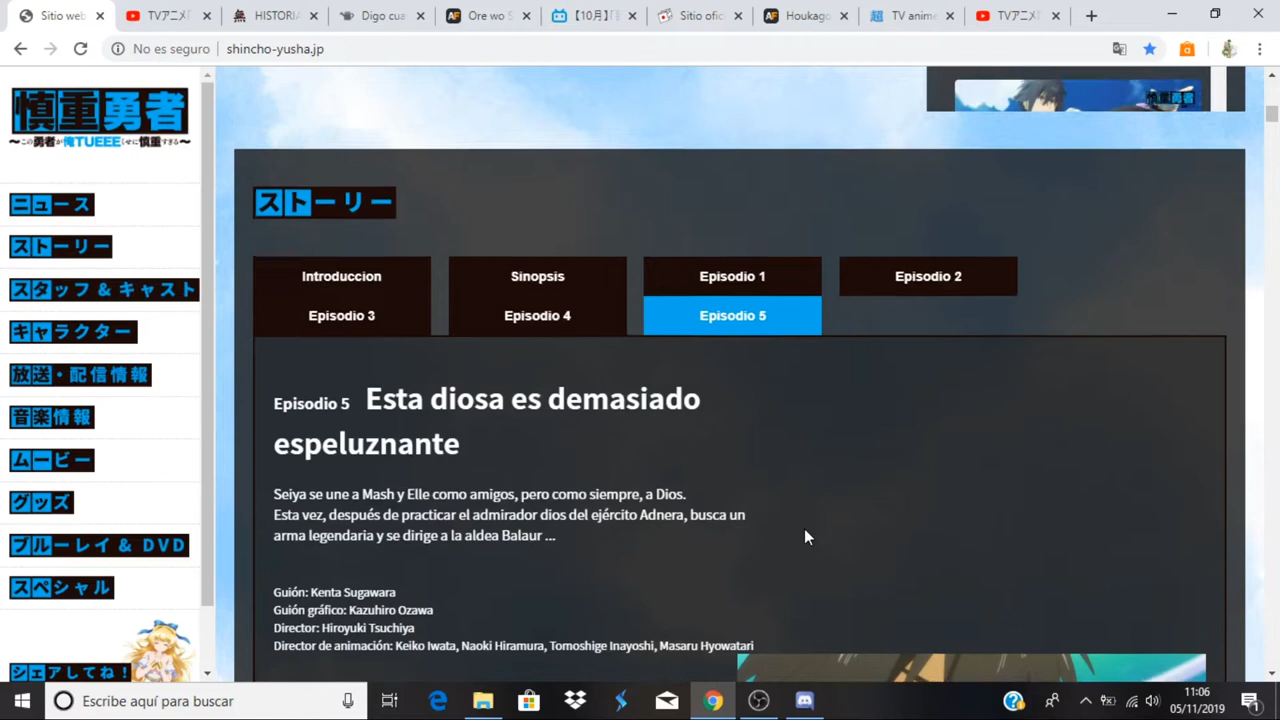 Sitio web
TVアニメ
HISTORIA
Digo cua
Ore wo S
【10月】
Sitio ofic
Houkago
TV anime
TVアニメ
No es seguro
shincho-yusha.jp
慎重勇者
～この勇者が俺TUEEEくせに慎重すぎる～
ニュース
ストーリー
スタッフ & キャスト
キャラクター
放送・配信情報
音楽情報
ムービー
グッズ
ブルーレイ & DVD
スペシャル
シェアしてね！
慎重勇者
ストーリー
Introduccion
Sinopsis
Episodio 1
Episodio 2
Episodio 3
Episodio 4
Episodio 5
Episodio 5 Esta diosa es demasiado
espeluznante
Seiya se une a Mash y Elle como amigos, pero como siempre, a Dios.
Esta vez, después de practicar el admirador dios del ejército Adnera, busca un
arma legendaria y se dirige a la aldea Balaur ...
Guión: Kenta Sugawara
Guión gráfico: Kazuhiro Ozawa
Director: Hiroyuki Tsuchiya
Director de animación: Keiko Iwata, Naoki Hiramura, Tomoshige Inayoshi, Masaru Hyowatari
Escribe aquí para buscar
11:06
05/11/2019